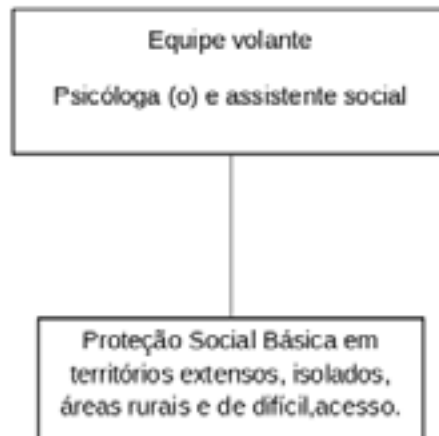 Equipe volante
Psicóloga (o) e assistente social
Proteção Social Básica em
territórios extensos, isolados,
áreas rurais e de difícil,acesso.